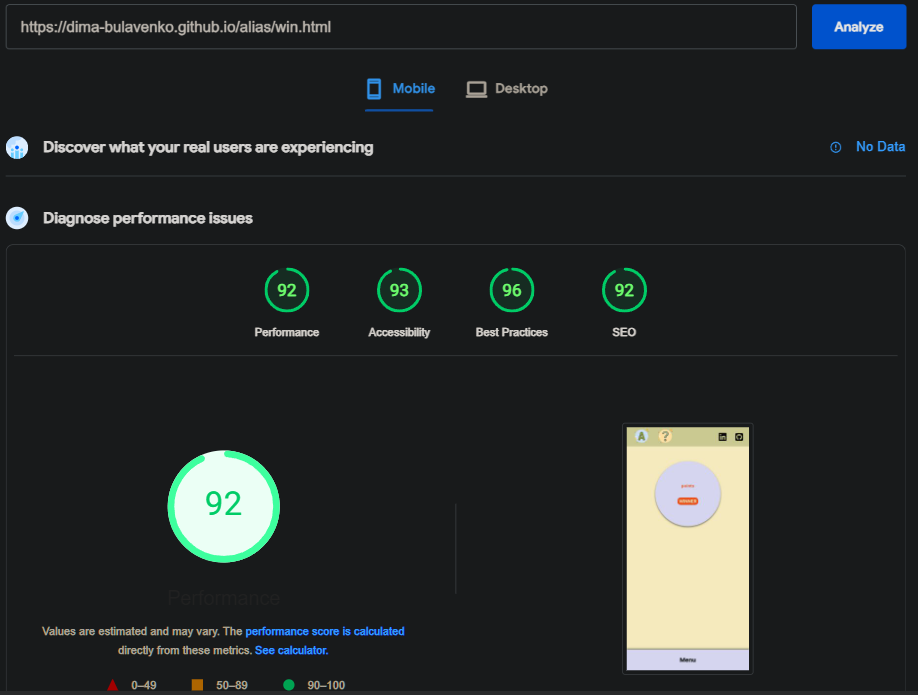 https://dima-bulavenko.github.io/alias/win.html
Analyze
Mobile
Desktop
Discover what your real users are experiencing
No Data
Diagnose performance issues
92
93
96
92
Performance
Accessibility
Best Practices
SEO
A ?
92
Menu
Performance
Values are estimated and may vary. The performance score is calculated
directly from these metrics. See calculator.
0–49
50–89
90–100